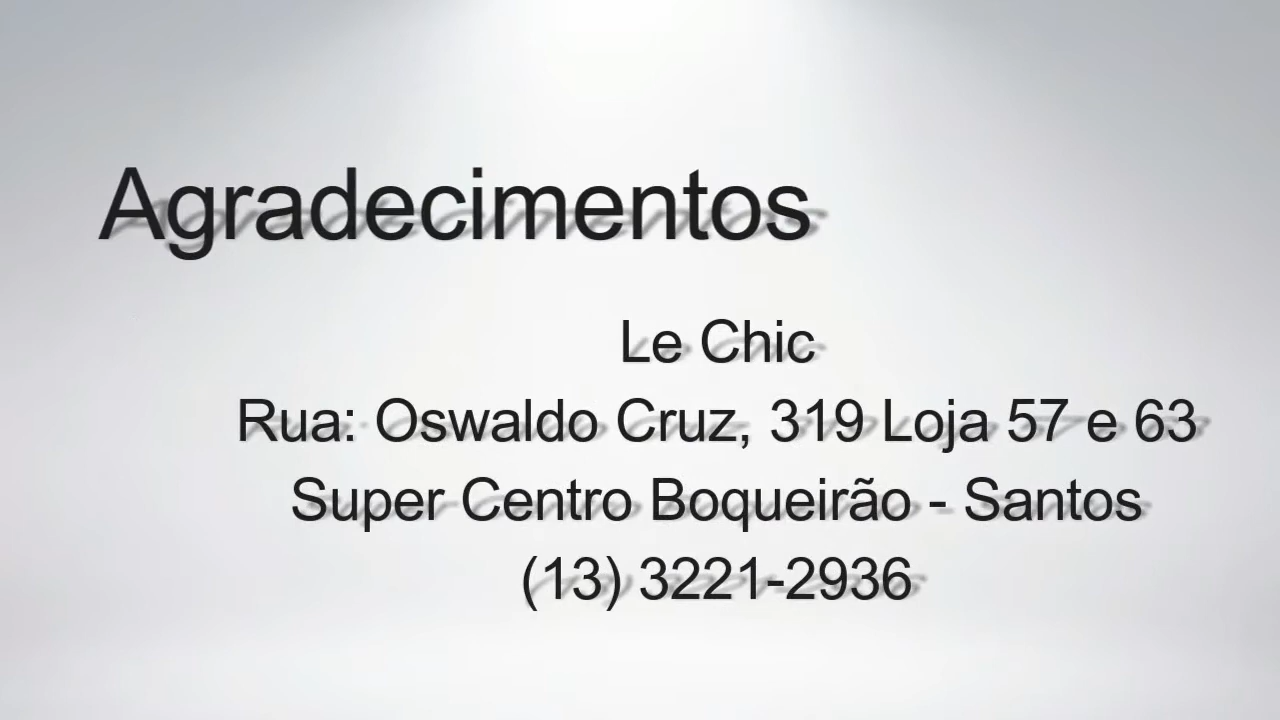 Agradecimentos
Le Chic
Rua: Oswaldo Cruz, 319 Loja 57 e 63
Super Centro Boqueirão - Santos
(13) 3221-2936